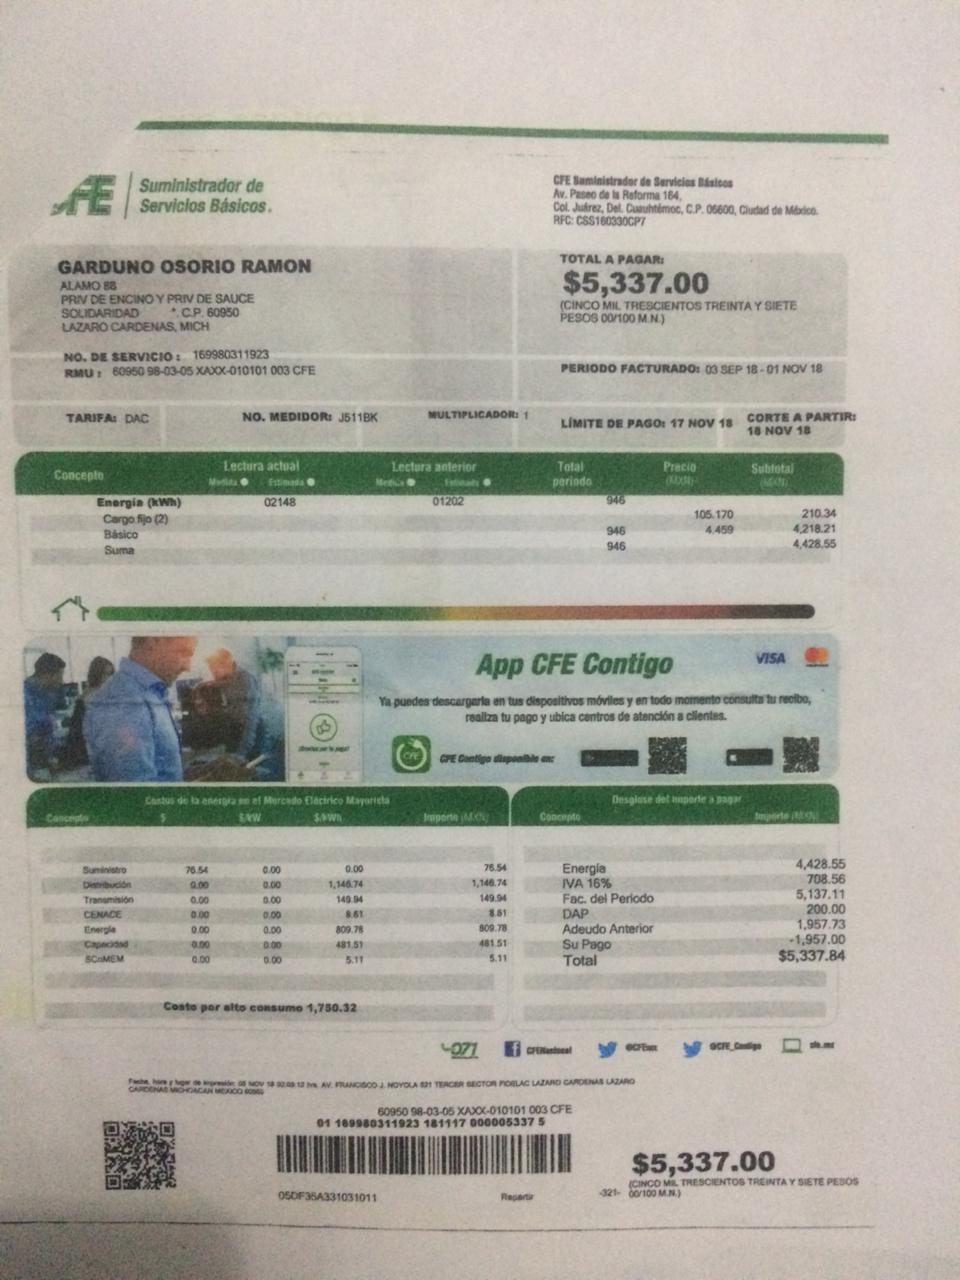 CFE
Suministrador de
Servicios Básicos.
CFE Suministrador de Servicios Básicos
Av. Paseo de la Reforma 164,
Col. Juárez, Del. Cuauhtémoc, C.P. 06600, Ciudad de México.
RFC: CSS160330CP7
GARDUNO OSORIO RAMON
ALAMO 88
PRIV DE ENCINO Y PRIV DE SAUCE
SOLIDARIDAD *. C.P. 60950
LAZARO CARDENAS, MICH
TOTAL A PAGAR:
$5,337.00
(CINCO MIL TRESCIENTOS TREINTA Y SIETE
PESOS 00/100 M.N.)
NO. DE SERVICIO : 169980311923
RMU : 60950 98-03-05 XAXX-010101 003 CFE
PERIODO FACTURADO: 03 SEP 18 - 01 NOV 18
TARIFA: DAC NO. MEDIDOR: J511BK MULTIPLICADOR: 1 LÍMITE DE PAGO: 17 NOV 18 CORTE A PARTIR:
18 NOV 18
Concepto Lectura actual Lectura anterior Total periodo Precio (MXN) Subtotal (MXN)
Medida Estimada Medida Estimada
Energía (kWh) 02148 01202 946
Cargo fijo (2) 105.170 210.34
Básico 946 4.459 4,218.21
Suma 946 4,428.55
App CFE Contigo
VISA
Ya puedes descargarla en tus dispositivos móviles y en todo momento consulta tu recibo,
realiza tu pago y ubica centros de atención a clientes.
CFE
CFE Contigo disponible en:
Costos de la energía en el Mercado Eléctrico Mayorista
Concepto $ $/kW $/kWh Importe (MXN)
Suministro 76.54 0.00 0.00 76.54
Distribución 0.00 0.00 1,146.74 1,146.74
Transmisión 0.00 0.00 149.94 149.94
CENACE 0.00 0.00 8.61 8.61
Energía 0.00 0.00 809.78 809.78
Capacidad 0.00 0.00 481.51 481.51
SCnMEM 0.00 0.00 5.11 5.11
Costo por alto consumo 1,750.32
Desglose del importe a pagar
Concepto Importe (MXN)
Energía 4,428.55
IVA 16% 708.56
Fac. del Periodo 5,137.11
DAP 200.00
Adeudo Anterior 1,957.73
Su Pago -1,957.00
Total $5,337.84
071 CFENacional @CFEmx @CFE_Contigo cfe.mx
Fecha, hora y lugar de impresión: 05 NOV 18 02:09:12 hrs. AV. FRANCISCO J. NOYOLA 521 TERCER SECTOR FIDELAC LAZARO CARDENAS LAZARO
CARDENAS MICHOACAN MEXICO 60950
60950 98-03-05 XAXX-010101 003 CFE
01 169980311923 181117 000005337 5
05DF35A331031011
Repartir
-321-
$5,337.00
(CINCO MIL TRESCIENTOS TREINTA Y SIETE PESOS
00/100 M.N.)